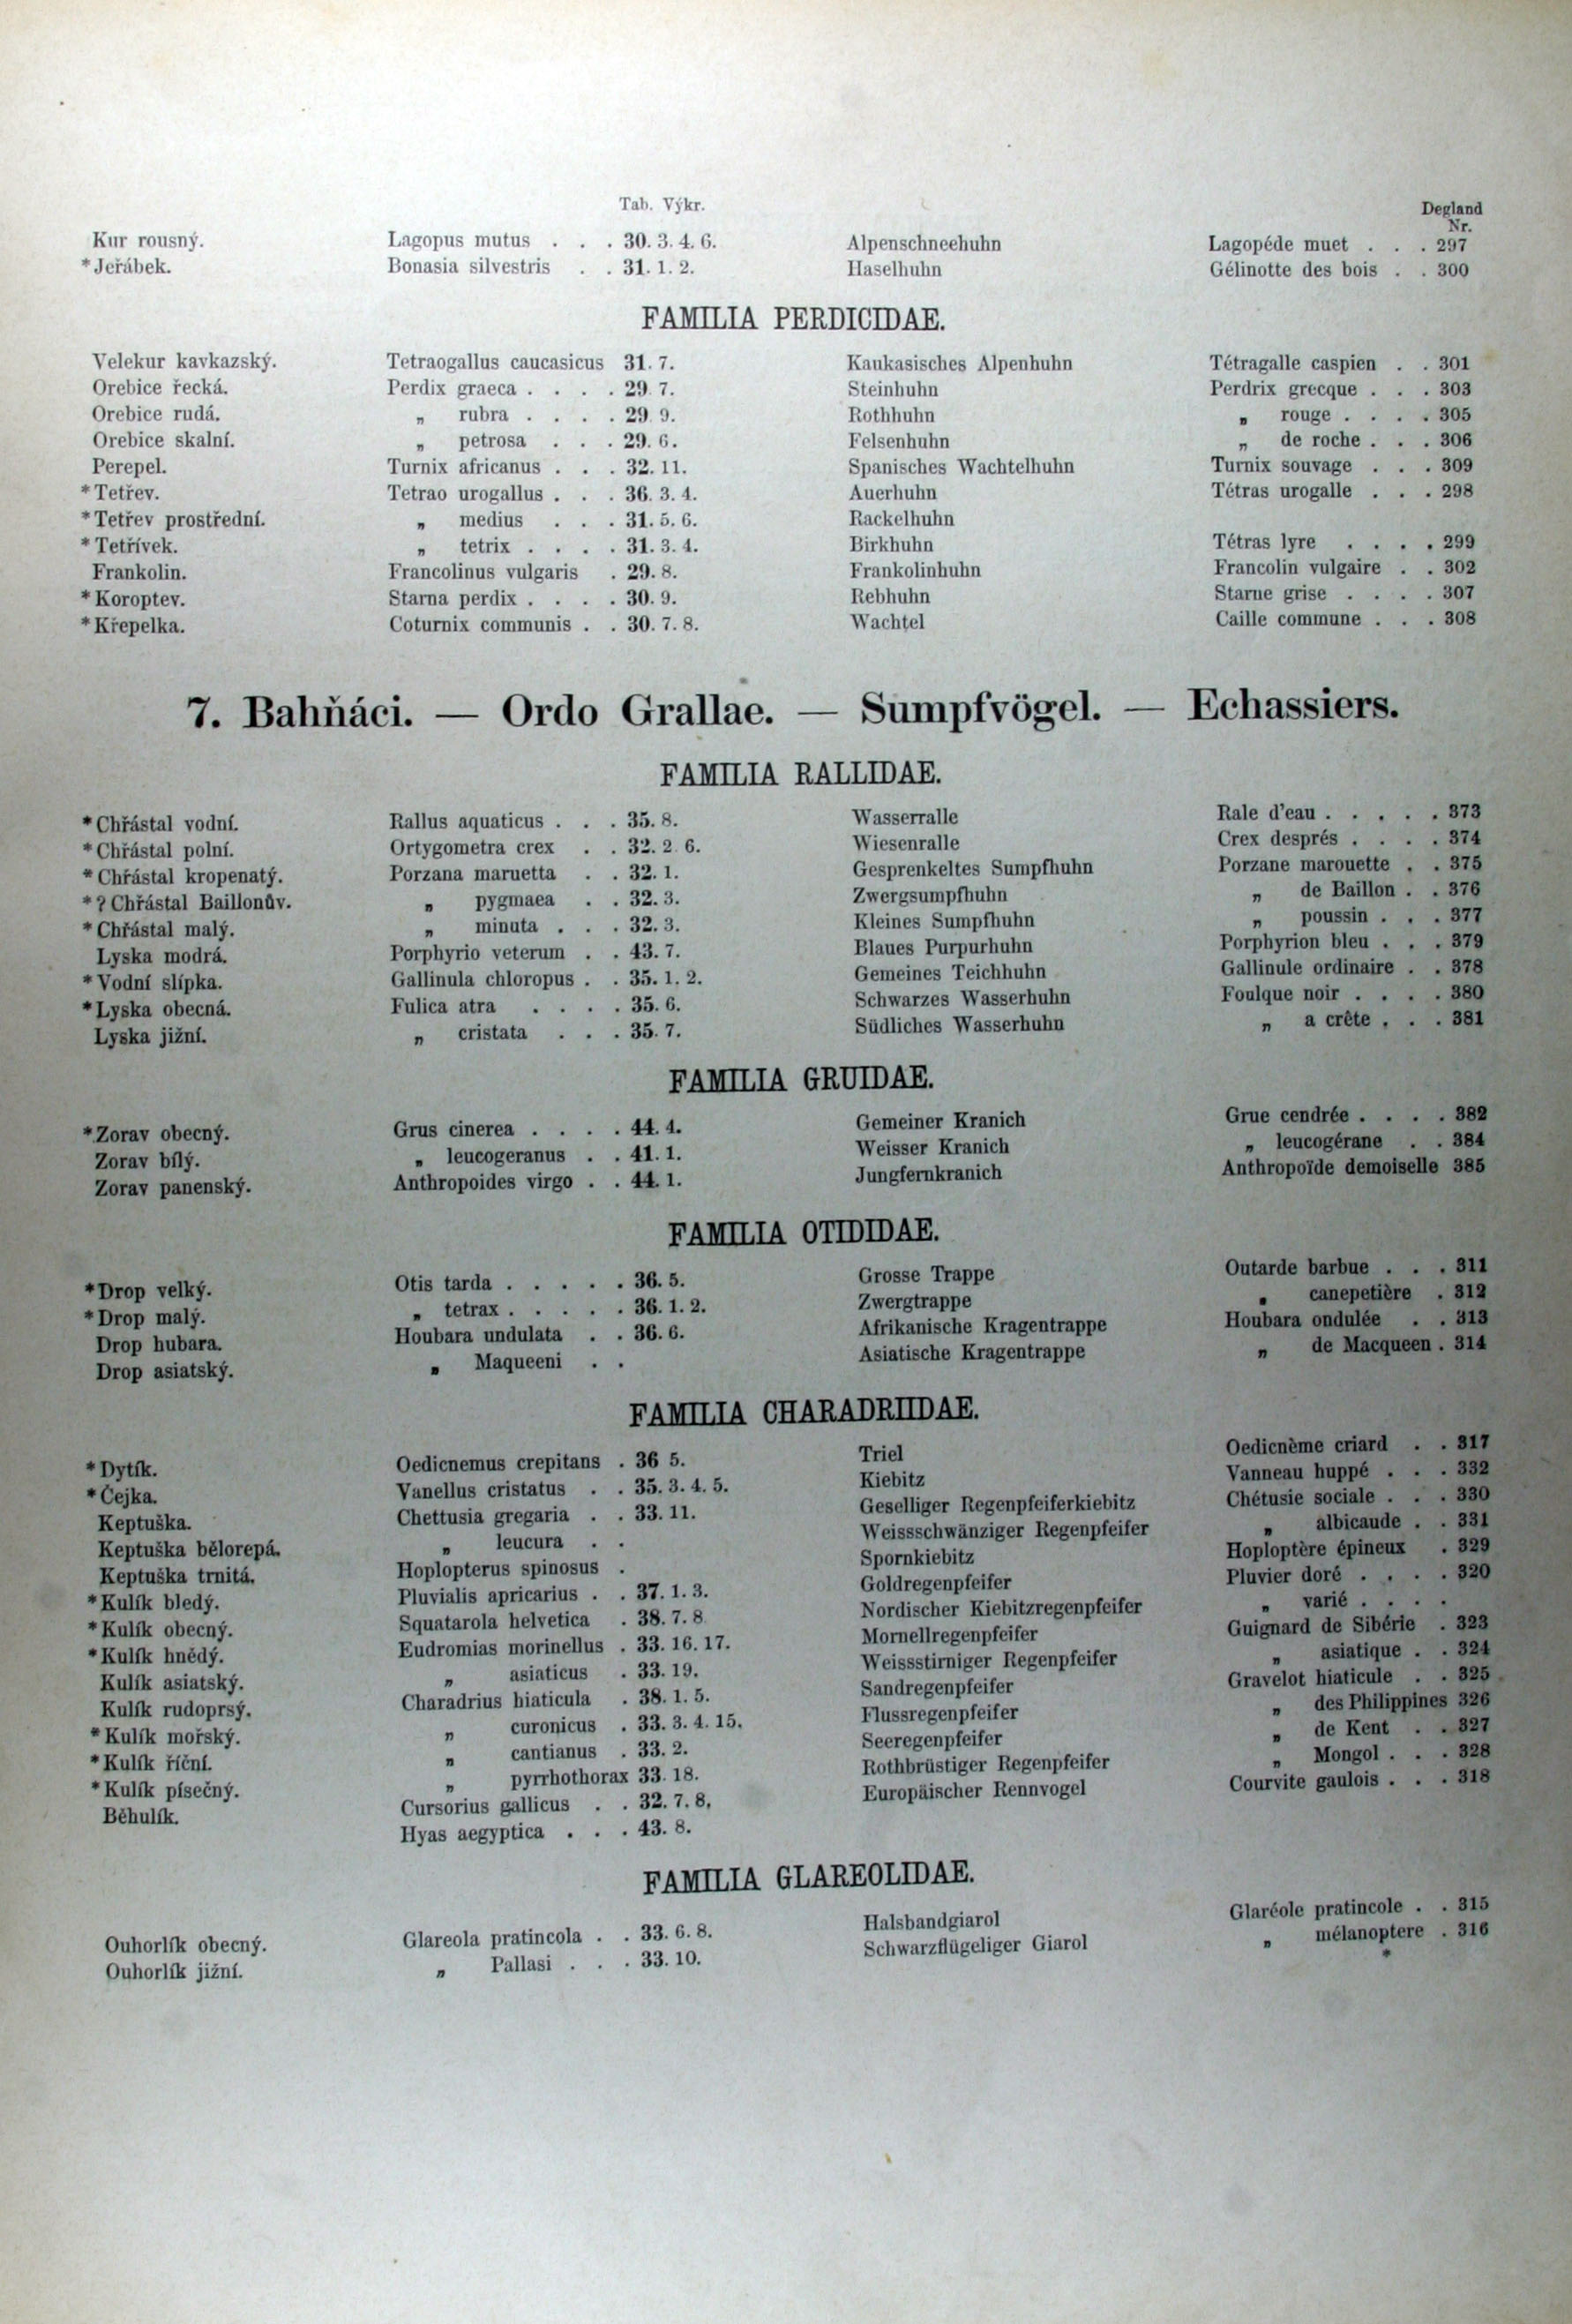 Tab. Výkr. Degland
Nr.
Kur rousný. Lagopus mutus . . . 30. 3. 4. 6. Alpenschneehuhn Lagopéde muet . . . 297
* Jeřábek. Bonasia silvestris . . 31. 1. 2. Haselhuhn Gélinotte des bois . . 300
FAMILIA PERDICIDAE.
Velekur kavkazský. Tetraogallus caucasicus 31. 7. Kaukasisches Alpenhuhn Tétragalle caspien . . 301
Orebice řecká. Perdix graeca . . . . 29. 7. Steinhuhn Perdrix grecque . . . 303
Orebice rudá. „ rubra . . . . 29. 9. Rothhuhn „ rouge . . . . 305
Orebice skalní. „ petrosa . . . 29. 6. Felsenhuhn „ de roche . . . 306
Perepel. Turnix africanus . . . 32. 11. Spanisches Wachtelhuhn Turnix souvage . . . 309
* Tetřev. Tetrao urogallus . . . 36. 3. 4. Auerhuhn Tétras urogalle . . . 298
* Tetřev prostřední. „ medius . . . 31. 5. 6. Rackelhuhn
* Tetřívek. „ tetrix . . . . 31. 3. 4. Birkhuhn Tétras lyre . . . . 299
Frankolin. Francolinus vulgaris . 29. 8. Frankolinhuhn Francolin vulgaire . . 302
* Koroptev. Starna perdix . . . . 30. 9. Rebhuhn Starne grise . . . . 307
* Křepelka. Coturnix communis . . 30. 7. 8. Wachtel Caille commune . . . 308
7. Bahňáci. — Ordo Grallae. — Sumpfvögel. — Echassiers.
FAMILIA RALLIDAE.
* Chřástal vodní. Rallus aquaticus . . . 35. 8. Wasserralle Rale d'eau . . . . . 373
* Chřástal polní. Ortygometra crex . . 32. 2. 6. Wiesenralle Crex després . . . . 374
* Chřástal kropenatý. Porzana maruetta . . 32. 1. Gesprenkeltes Sumpfhuhn Porzane marouette . . 375
* ? Chřástal Baillonův. „ pygmaea . . 32. 3. Zwergsumpfhuhn „ de Baillon . . 376
* Chřástal malý. „ minuta . . . 32. 3. Kleines Sumpfhuhn „ poussin . . . 377
Lyska modrá. Porphyrio veterum . . 43. 7. Blaues Purpurhuhn Porphyrion bleu . . . 379
* Vodní slípka. Gallinula chloropus . . 35. 1. 2. Gemeines Teichhuhn Gallinule ordinaire . . 378
* Lyska obecná. Fulica atra . . . . 35. 6. Schwarzes Wasserhuhn Foulque noir . . . . 380
Lyska jižní. „ cristata . . . 35. 7. Südliches Wasserhuhn „ a crête . . . 381
FAMILIA GRUIDAE.
* Zorav obecný. Grus cinerea . . . . 44. 4. Gemeiner Kranich Grue cendrée . . . . 382
Zorav bílý. „ leucogeranus . . 41. 1. Weisser Kranich „ leucogérane . . 384
Zorav panenský. Anthropoides virgo . . 44. 1. Jungfernkranich Anthropoïde demoiselle 385
FAMILIA OTIDIDAE.
* Drop velký. Otis tarda . . . . . 36. 5. Grosse Trappe Outarde barbue . . . 311
* Drop malý. „ tetrax . . . . . 36. 1. 2. Zwergtrappe „ canepetière . 312
Drop hubara. Houbara undulata . . 36. 6. Afrikanische Kragentrappe Houbara ondulée . . 313
Drop asiatský. „ Maqueeni . . Asiatische Kragentrappe „ de Macqueen . 314
FAMILIA CHARADRIIDAE.
* Dytík. Oedicnemus crepitans . 36 5. Triel Oedicnème criard . . 317
* Čejka. Vanellus cristatus . . 35. 3. 4. 5. Kiebitz Vanneau huppé . . . 332
Keptuška. Chettusia gregaria . . 33. 11. Geselliger Regenpfeiferkiebitz Chétusie sociale . . . 330
Keptuška bělorepá. „ leucura . . Weissschwänziger Regenpfeifer „ albicaude . . 331
Keptuška trnitá. Hoplopterus spinosus . Spornkiebitz Hoploptère épineux . 329
* Kulík bledý. Pluvialis apricarius . . 37. 1. 3. Goldregenpfeifer Pluvier doré . . . . 320
* Kulík obecný. Squatarola helvetica . 38. 7. 8 Nordischer Kiebitzregenpfeifer „ varié . . . .
* Kulík hnědý. Eudromias morinellus . 33. 16. 17. Mornellregenpfeifer Guignard de Sibérie . 323
Kulík asiatský. „ asiaticus . 33. 19. Weissstirniger Regenpfeifer „ asiatique . . 324
Kulík rudoprsý. Charadrius hiaticula . 38. 1. 5. Sandregenpfeifer Gravelot hiaticule . . 325
* Kulík mořský. „ curonicus . 33. 3. 4. 15. Flussregenpfeifer „ des Philippines 326
* Kulík říční. „ cantianus . 33. 2. Seeregenpfeifer „ de Kent . . 327
* Kulík písečný. „ pyrrhothorax 33. 18. Rothbrüstiger Regenpfeifer „ Mongol . . . 328
Běhulík. Cursorius gallicus . . 32. 7. 8. Europäischer Rennvogel Courvite gaulois . . . 318
Hyas aegyptica . . . 43. 8.
FAMILIA GLAREOLIDAE.
Ouhorlík obecný. Glareola pratincola . . 33. 6. 8. Halsbandgiarol Glaréole pratincole . . 315
Ouhorlík jižní. „ Pallasi . . . 33. 10. Schwarzflügeliger Giarol „ mélanoptere . 316